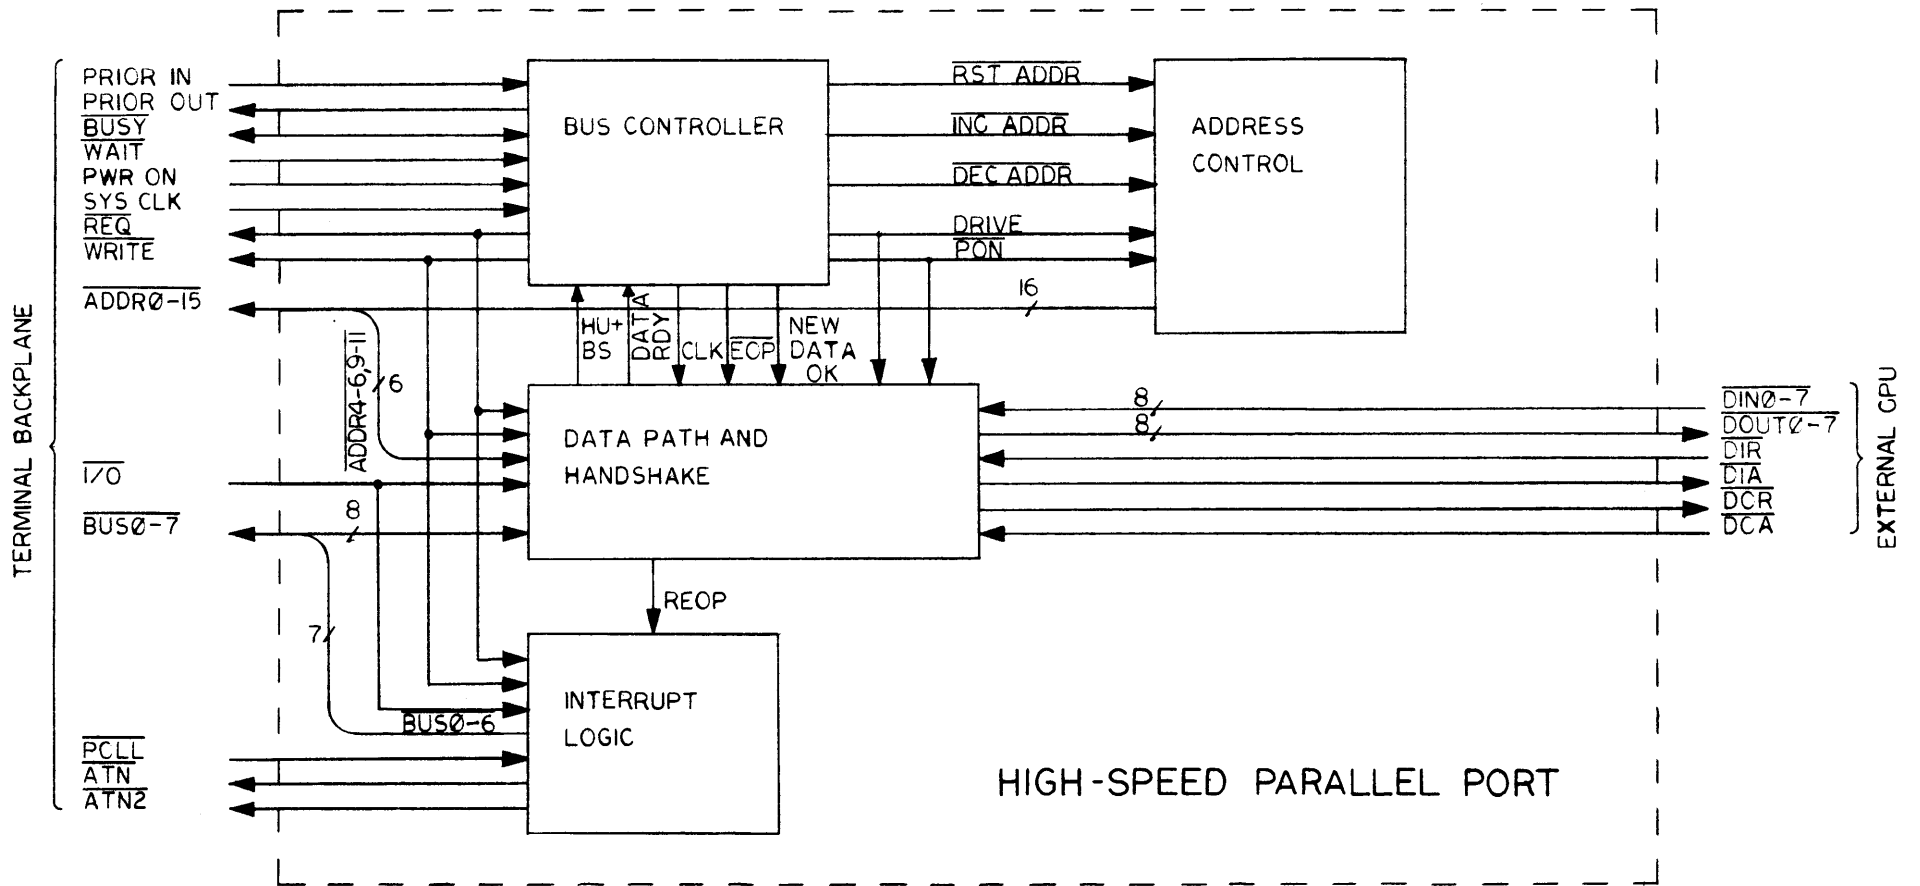 PRIOR IN
PRIOR OUT
BUSY
WAIT
PWR ON
SYS CLK
REQ
WRITE
ADDRØ-15
I/O
BUSØ-7
PCLL
ATN
ATN2
TERMINAL BACKPLANE
BUS CONTROLLER
RST ADDR
INC ADDR
DEC ADDR
DRIVE
PON
16
ADDRESS
CONTROL
HU+
BS
DATA
RDY
CLK
EOP
NEW
DATA
OK
ADDR4-6,9-11
6
8
7
DATA PATH AND
HANDSHAKE
8
8
DINØ-7
DOUTØ-7
DIR
DIA
DCR
DCA
EXTERNAL CPU
REOP
INTERRUPT
LOGIC
BUSØ-6
HIGH-SPEED PARALLEL PORT